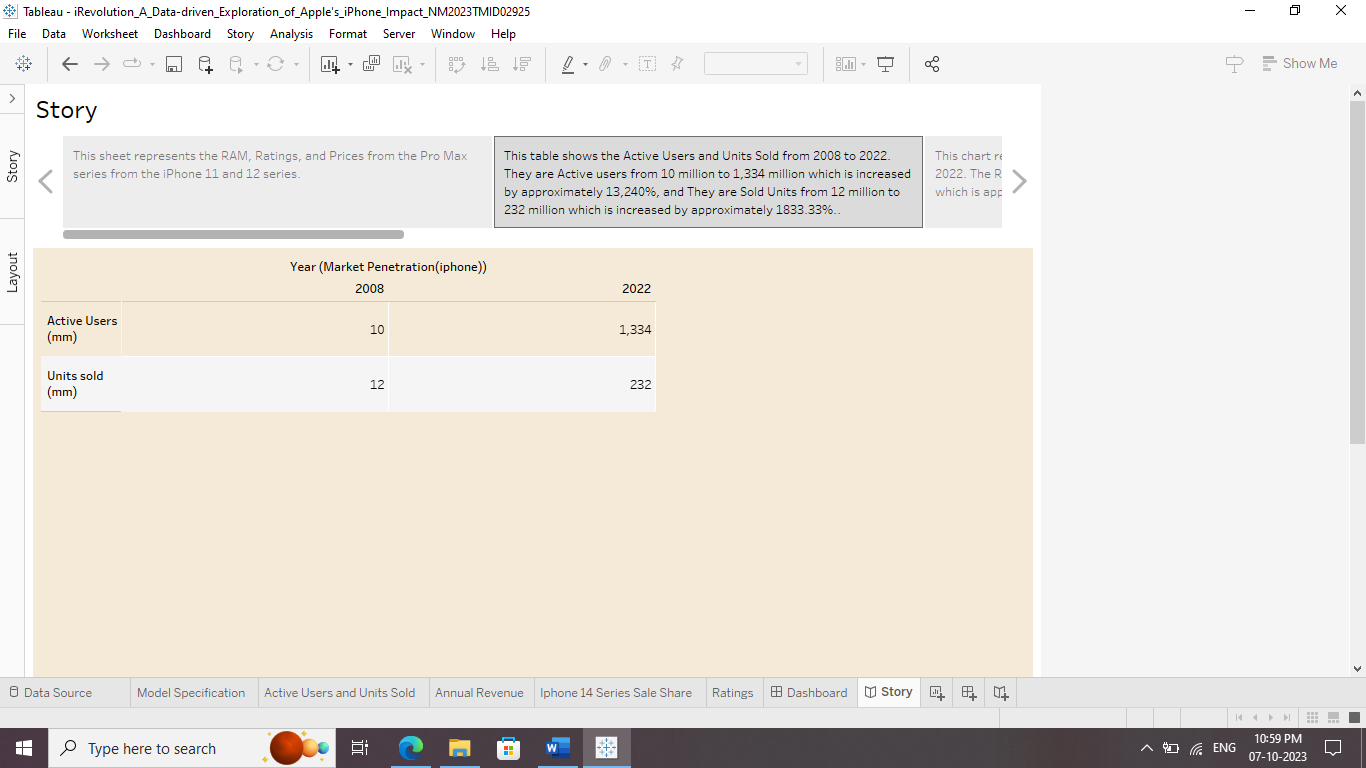 Tableau - iRevolution_A_Data-driven_Exploration_of_Apple's_iPhone_Impact_NM2023TMID02925
File Data Worksheet Dashboard Story Analysis Format Server Window Help
Show Me
Story
Layout
Story
This sheet represents the RAM, Ratings, and Prices from the Pro Max
series from the iPhone 11 and 12 series.
This table shows the Active Users and Units Sold from 2008 to 2022.
They are Active users from 10 million to 1,334 million which is increased
by approximately 13,240%, and They are Sold Units from 12 million to
232 million which is increased by approximately 1833.33%..
This chart re
2022. The R
which is app
Year (Market Penetration(iphone))
2008 2022
Active Users
(mm) 10 1,334
Units sold
(mm) 12 232
Data Source Model Specification Active Users and Units Sold Annual Revenue Iphone 14 Series Sale Share Ratings Dashboard Story
Type here to search
ENG
10:59 PM
07-10-2023